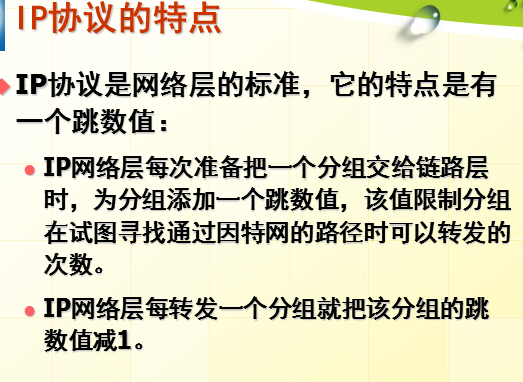 IP协议的特点
IP协议是网络层的标准，它的特点是有
一个跳数值：
IP网络层每次准备把一个分组交给链路层
时，为分组添加一个跳数值，该值限制分组
在试图寻找通过因特网的路径时可以转发的
次数。
IP网络层每转发一个分组就把该分组的跳
数值减1。